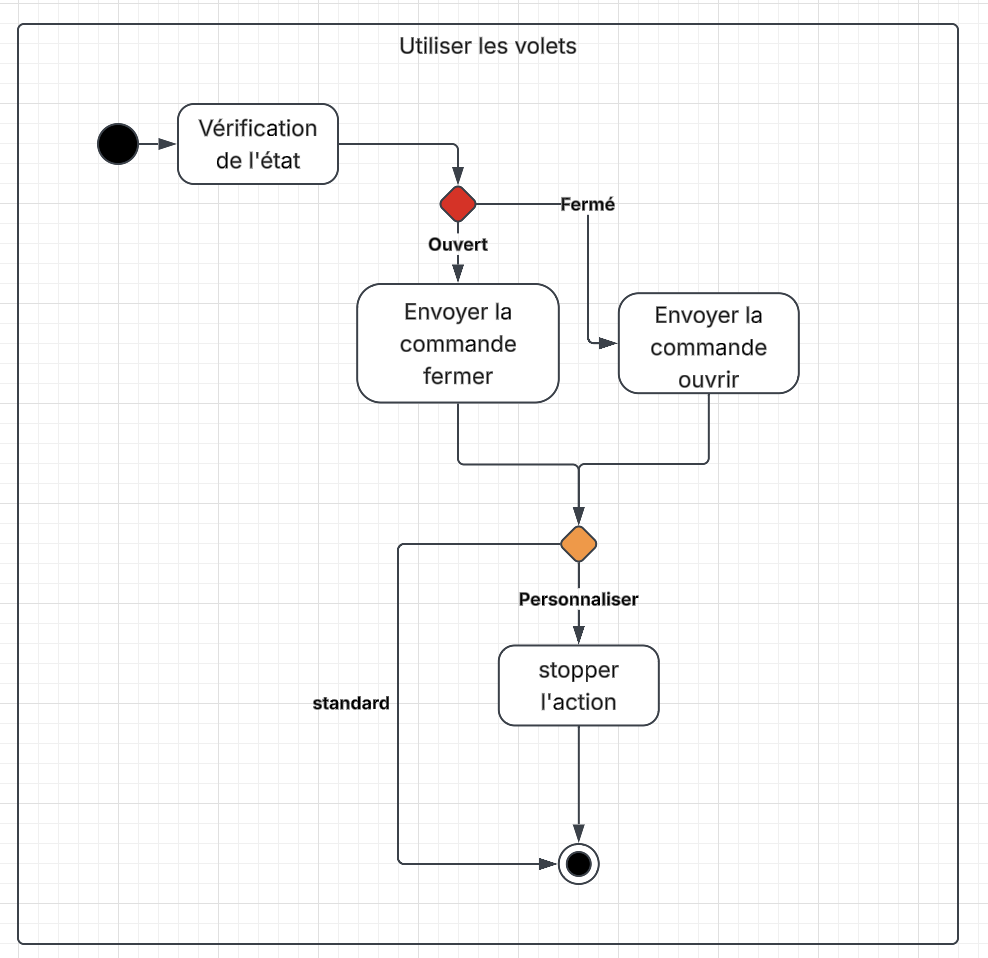 Utiliser les volets
Vérification
de l'état
Fermé
Ouvert
Envoyer la
commande
fermer
Envoyer la
commande
ouvrir
Personnaliser
stopper
l'action
standard